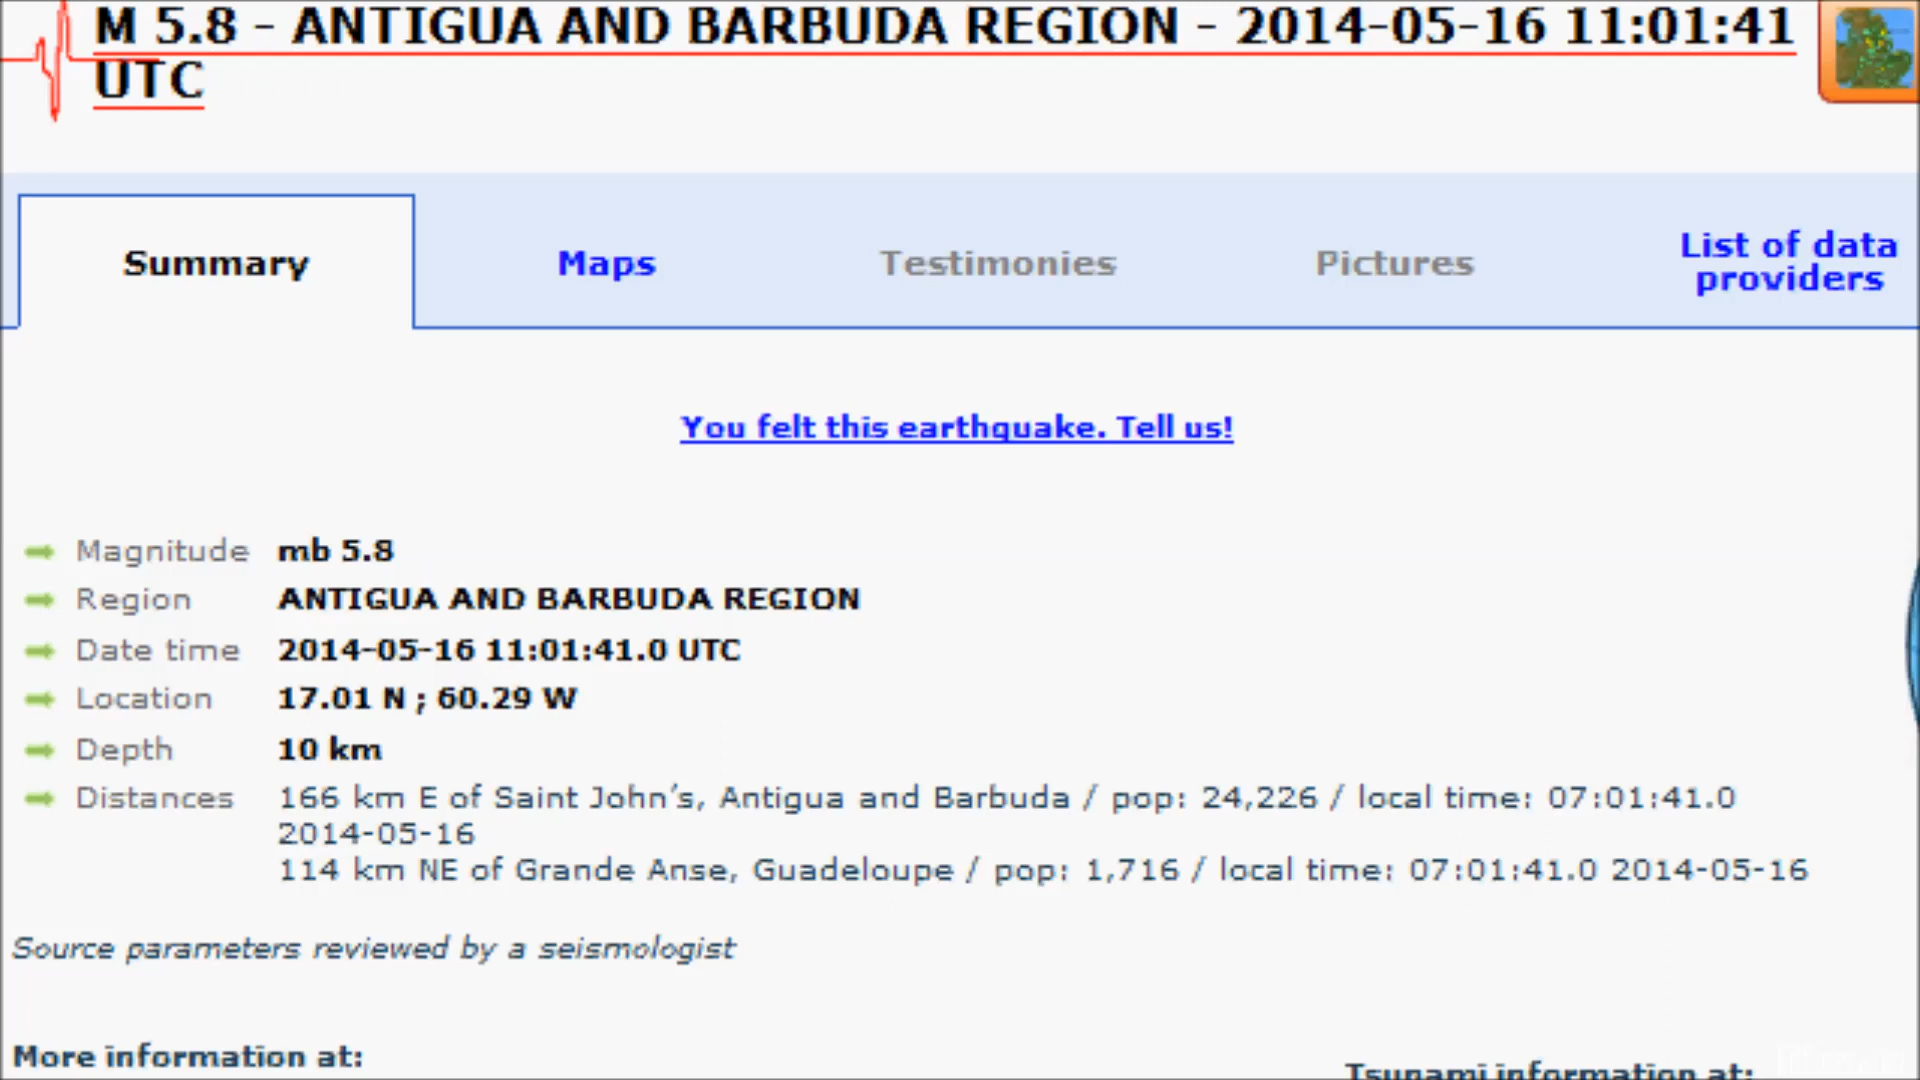 M 5.8 - ANTIGUA AND BARBUDA REGION - 2014-05-16 11:01:41
UTC
Summary
Maps
Testimonies
Pictures
List of data
providers
You felt this earthquake. Tell us!
Magnitude mb 5.8
Region ANTIGUA AND BARBUDA REGION
Date time 2014-05-16 11:01:41.0 UTC
Location 17.01 N ; 60.29 W
Depth 10 km
Distances 166 km E of Saint John's, Antigua and Barbuda / pop: 24,226 / local time: 07:01:41.0
2014-05-16
114 km NE of Grande Anse, Guadeloupe / pop: 1,716 / local time: 07:01:41.0 2014-05-16
Source parameters reviewed by a seismologist
More information at:
Tsunami information at: